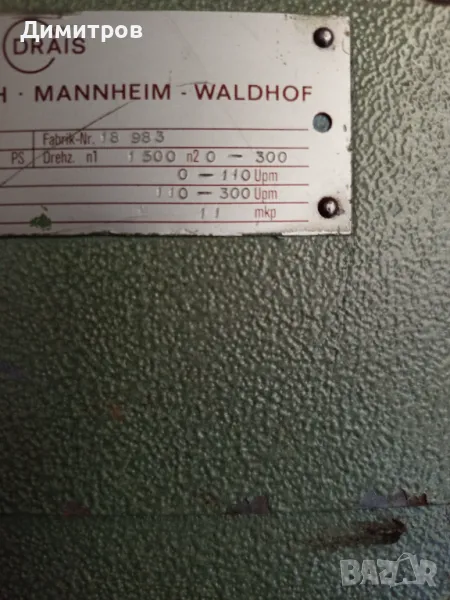 Димитров
DRAIS
H · MANNHEIM - WALDHOF
Fabrik-Nr. 18 983
PS Drehz. n1 1500 n2 0 — 300
0 — 110 Upm
110 — 300 Upm
11 mkp
BAZAR